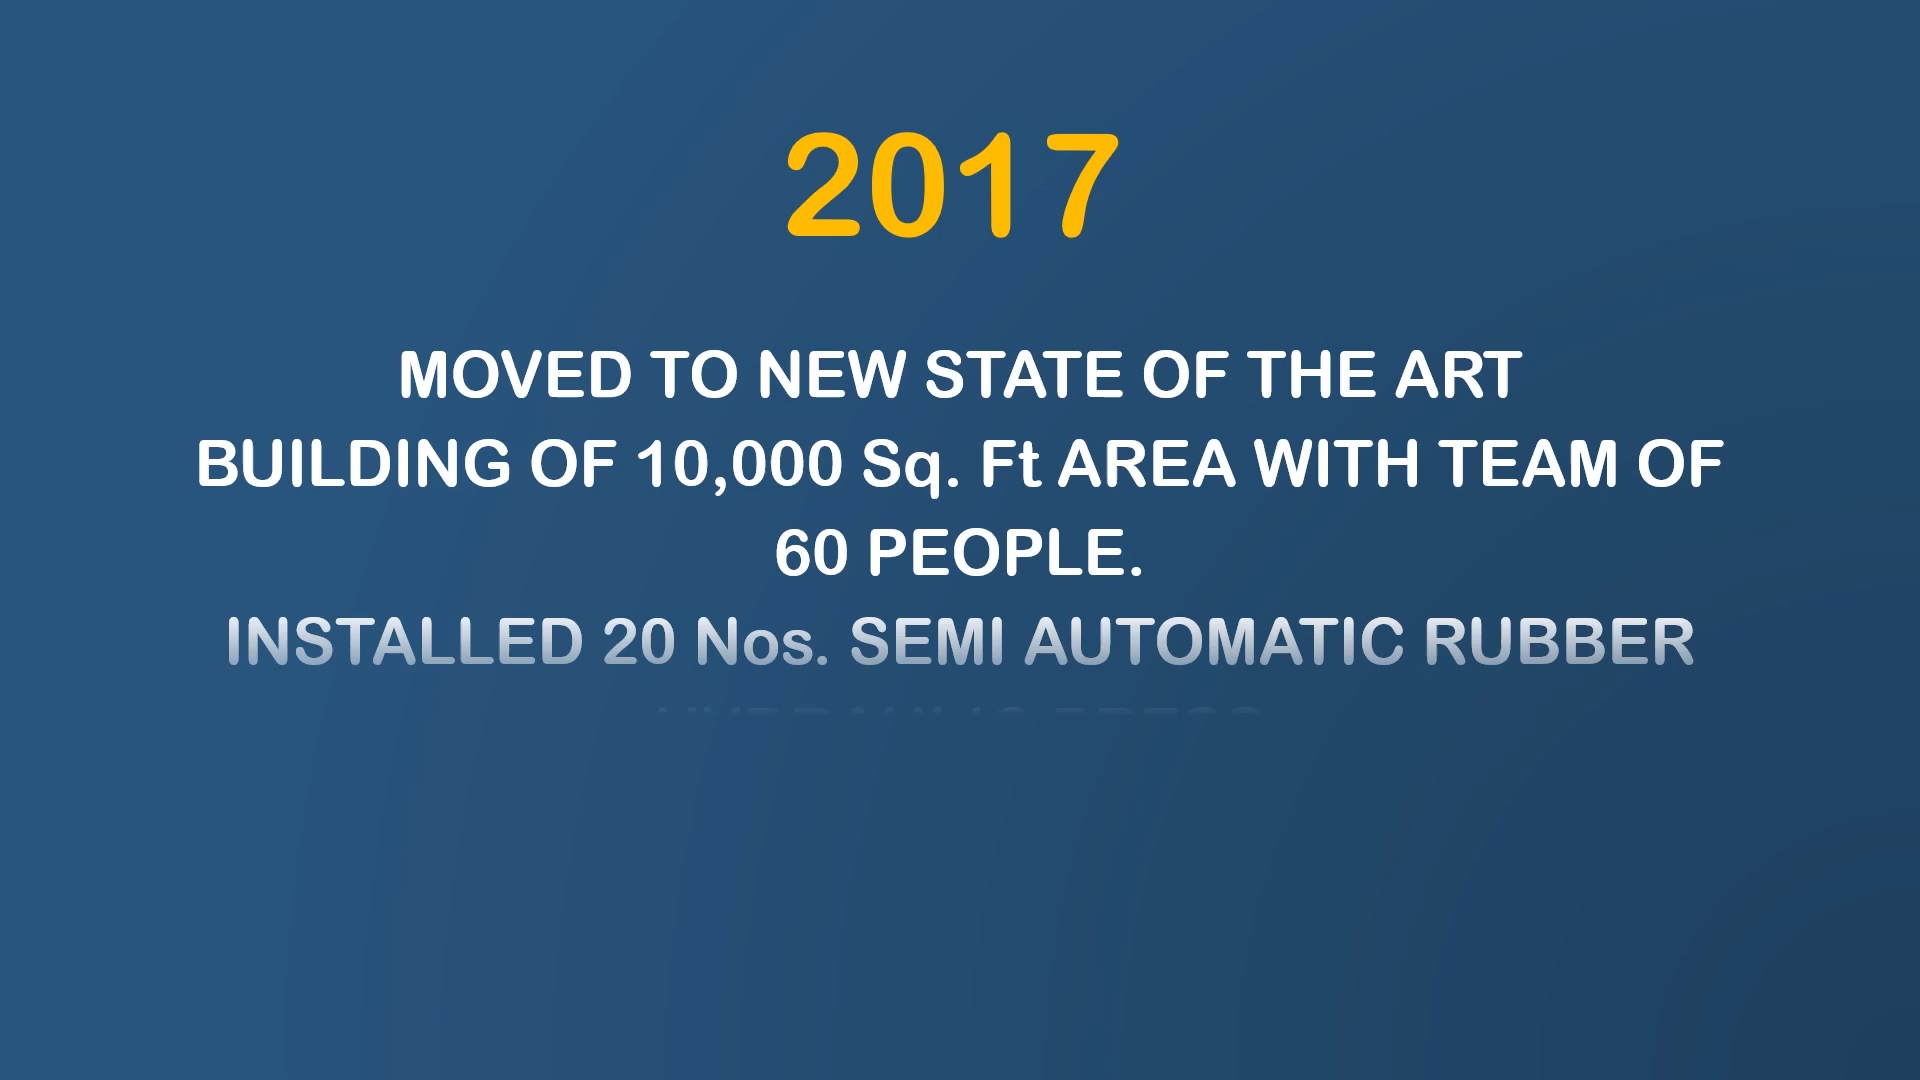 2017
MOVED TO NEW STATE OF THE ART
BUILDING OF 10,000 Sq. Ft AREA WITH TEAM OF
60 PEOPLE.
INSTALLED 20 Nos. SEMI AUTOMATIC RUBBER